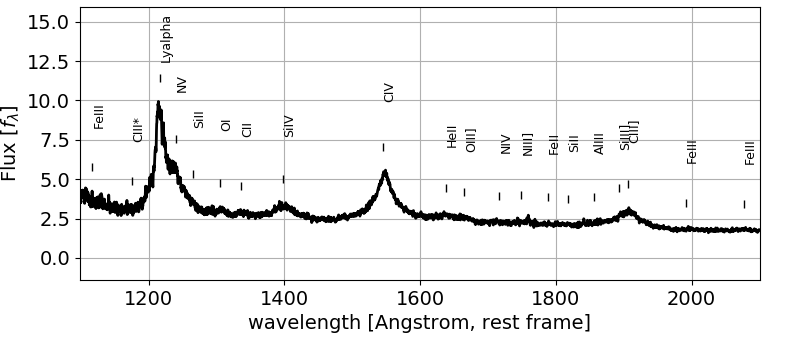 15.0
12.5
10.0
7.5
5.0
2.5
0.0
Flux [fλ]
FeIII
CIII*
Lyalpha
NV
SiII
OI
CII
SiIV
CIV
HeII
OIII]
NIV
NIII]
FeII
SiII
AlIII
SiIII]
CIII]
FeIII
FeIII
1200 1400 1600 1800 2000
wavelength [Angstrom, rest frame]